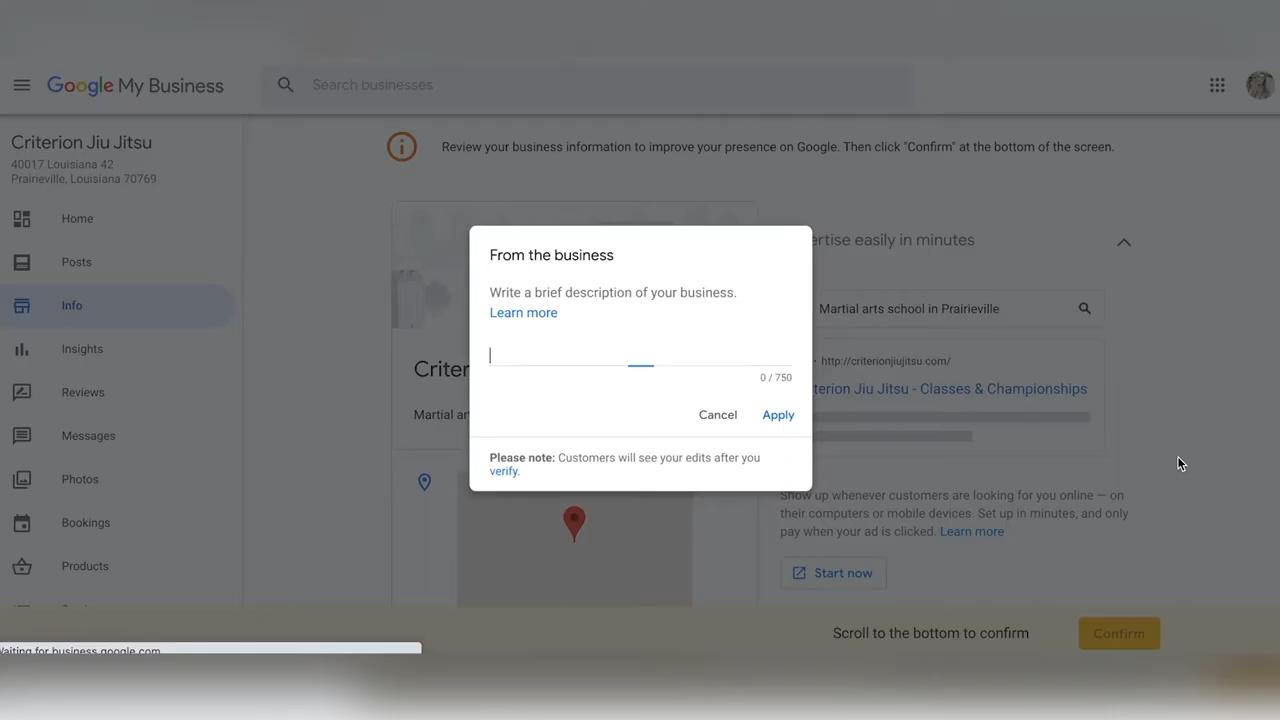 Google My Business
Search businesses
Criterion Jiu Jitsu
40017 Louisiana 42
Prairieville, Louisiana 70769
Home
Posts
Info
Insights
Reviews
Messages
Photos
Bookings
Products
Review your business information to improve your presence on Google. Then click "Confirm" at the bottom of the screen.
Criter
Martial ar
From the business
Write a brief description of your business.
Learn more
0 / 750
Cancel
Apply
Please note: Customers will see your edits after you
verify.
ertise easily in minutes
Martial arts school in Prairieville
· http://criterionjiujitsu.com/
terion Jiu Jitsu - Classes & Championships
Show up whenever customers are looking for you online — on
their computers or mobile devices. Set up in minutes, and only
pay when your ad is clicked. Learn more
Start now
Scroll to the bottom to confirm
Confirm
Waiting for business.google.com